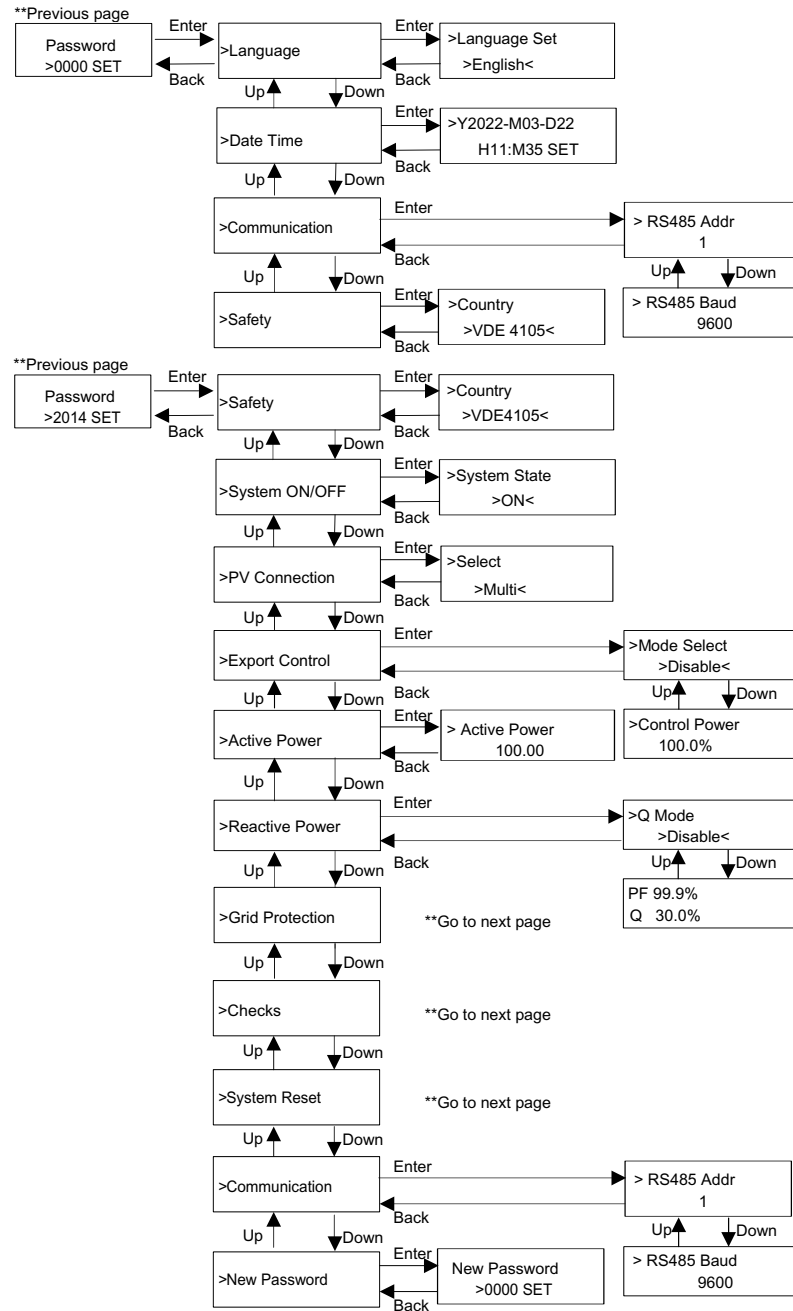 **Previous page
Password
>0000 SET
Enter
Back
>Language
Enter
Back
>Language Set
>English<
Up
Down
>Date Time
Enter
Back
>Y2022-M03-D22
H11:M35 SET
Up
Down
>Communication
Enter
Back
> RS485 Addr
1
Up
Down
> RS485 Baud
9600
Up
Down
>Safety
Enter
Back
>Country
>VDE 4105<
**Previous page
Password
>2014 SET
Enter
Back
>Safety
Enter
Back
>Country
>VDE4105<
Up
Down
>System ON/OFF
Enter
Back
>System State
>ON<
Up
Down
>PV Connection
Enter
Back
>Select
>Multi<
Up
Down
>Export Control
Enter
Back
>Mode Select
>Disable<
Up
Down
>Control Power
100.0%
Up
Down
>Active Power
Enter
Back
> Active Power
100.00
Up
Down
>Reactive Power
Enter
Back
>Q Mode
>Disable<
Up
Down
PF 99.9%
Q 30.0%
Up
Down
>Grid Protection
**Go to next page
Up
Down
>Checks
**Go to next page
Up
Down
>System Reset
**Go to next page
Up
Down
>Communication
Enter
Back
> RS485 Addr
1
Up
Down
> RS485 Baud
9600
Up
Down
>New Password
Enter
Back
New Password
>0000 SET